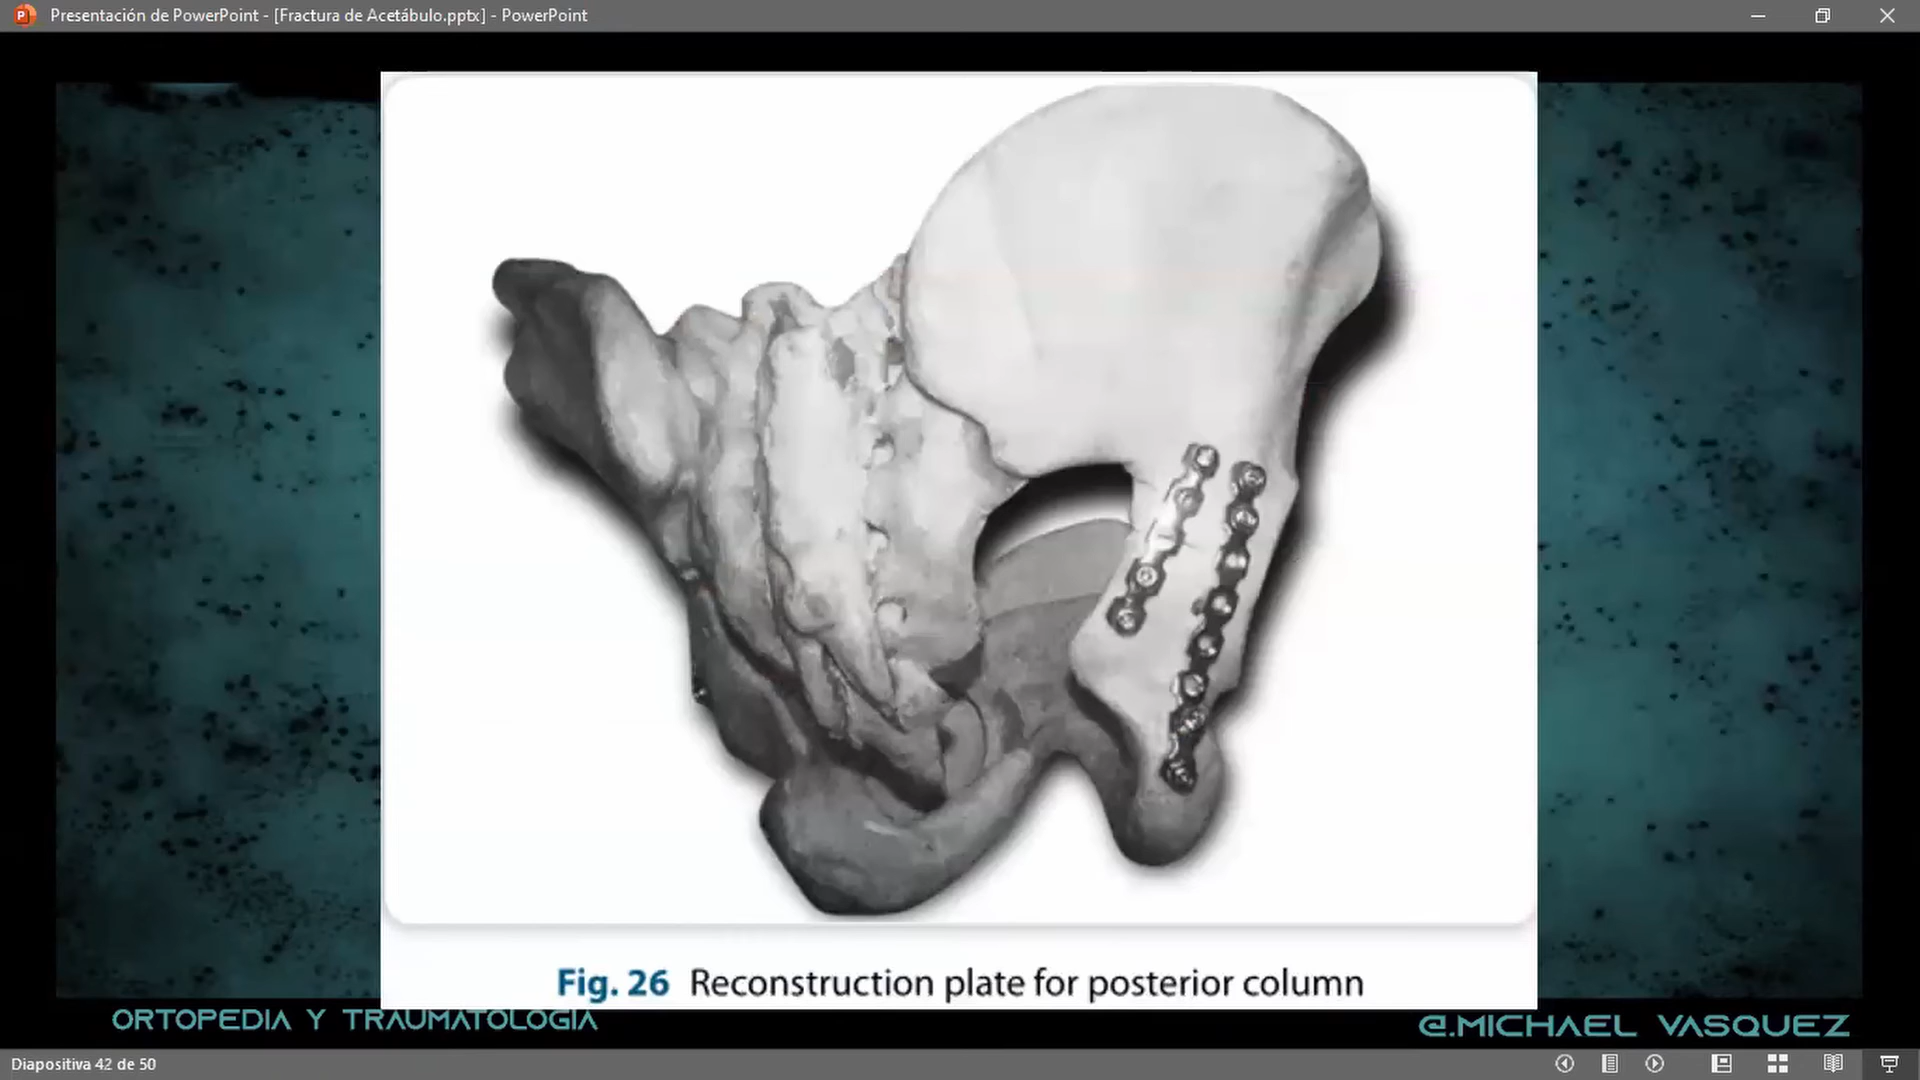 Presentación de PowerPoint - [Fractura de Acetábulo.pptx] - PowerPoint
Fig. 26 Reconstruction plate for posterior column
ORTOPEDIA Y TRAUMATOLOGIA
@.MICHAEL VASQUEZ
Diapositiva 42 de 50